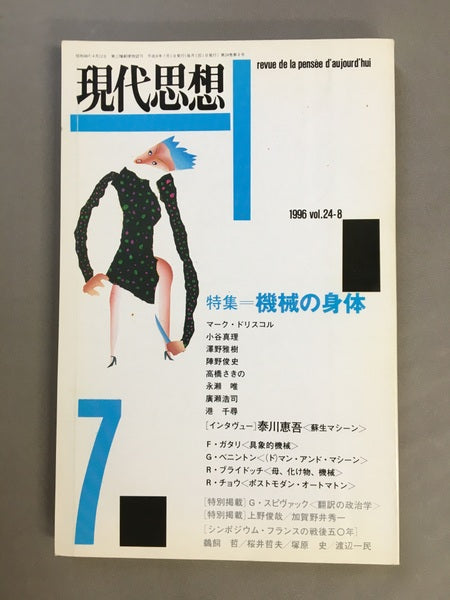 revue de la pensée d'aujourd'hui
現代思想
1996 vol.24-8
特集=機械の身体
マーク・ドリスコル
小谷真理
澤野雅樹
陣野俊史
高橋さきの
永瀬 唯
廣瀬浩司
港 千尋
[インタヴュー]泰川恵吾<蘇生マシーン>
F・ガタリ<具象的機械>
G・ベニントン<(ド)マン・アンド・マシーン>
R・ブライドッチ<母、化け物、機械>
R・チョウ<ポストモダン・オートマトン>
[特別掲載]G・スピヴァック<翻訳の政治学>
[特別掲載]上野俊哉/加賀野井秀一
[シンポジウム・フランスの戦後五〇年]
鵜飼 哲/桜井哲夫/塚原 史/渡辺一民
7